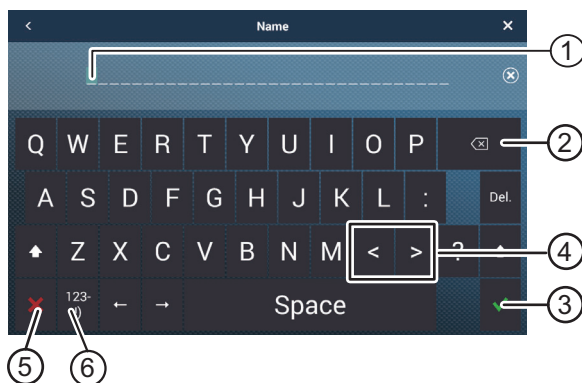 Name
1
Q W E R T Y U I O P
2
A S D F G H J K L : Del.
Z X C V B N M < > ?
4
123-
Space
3
5 6